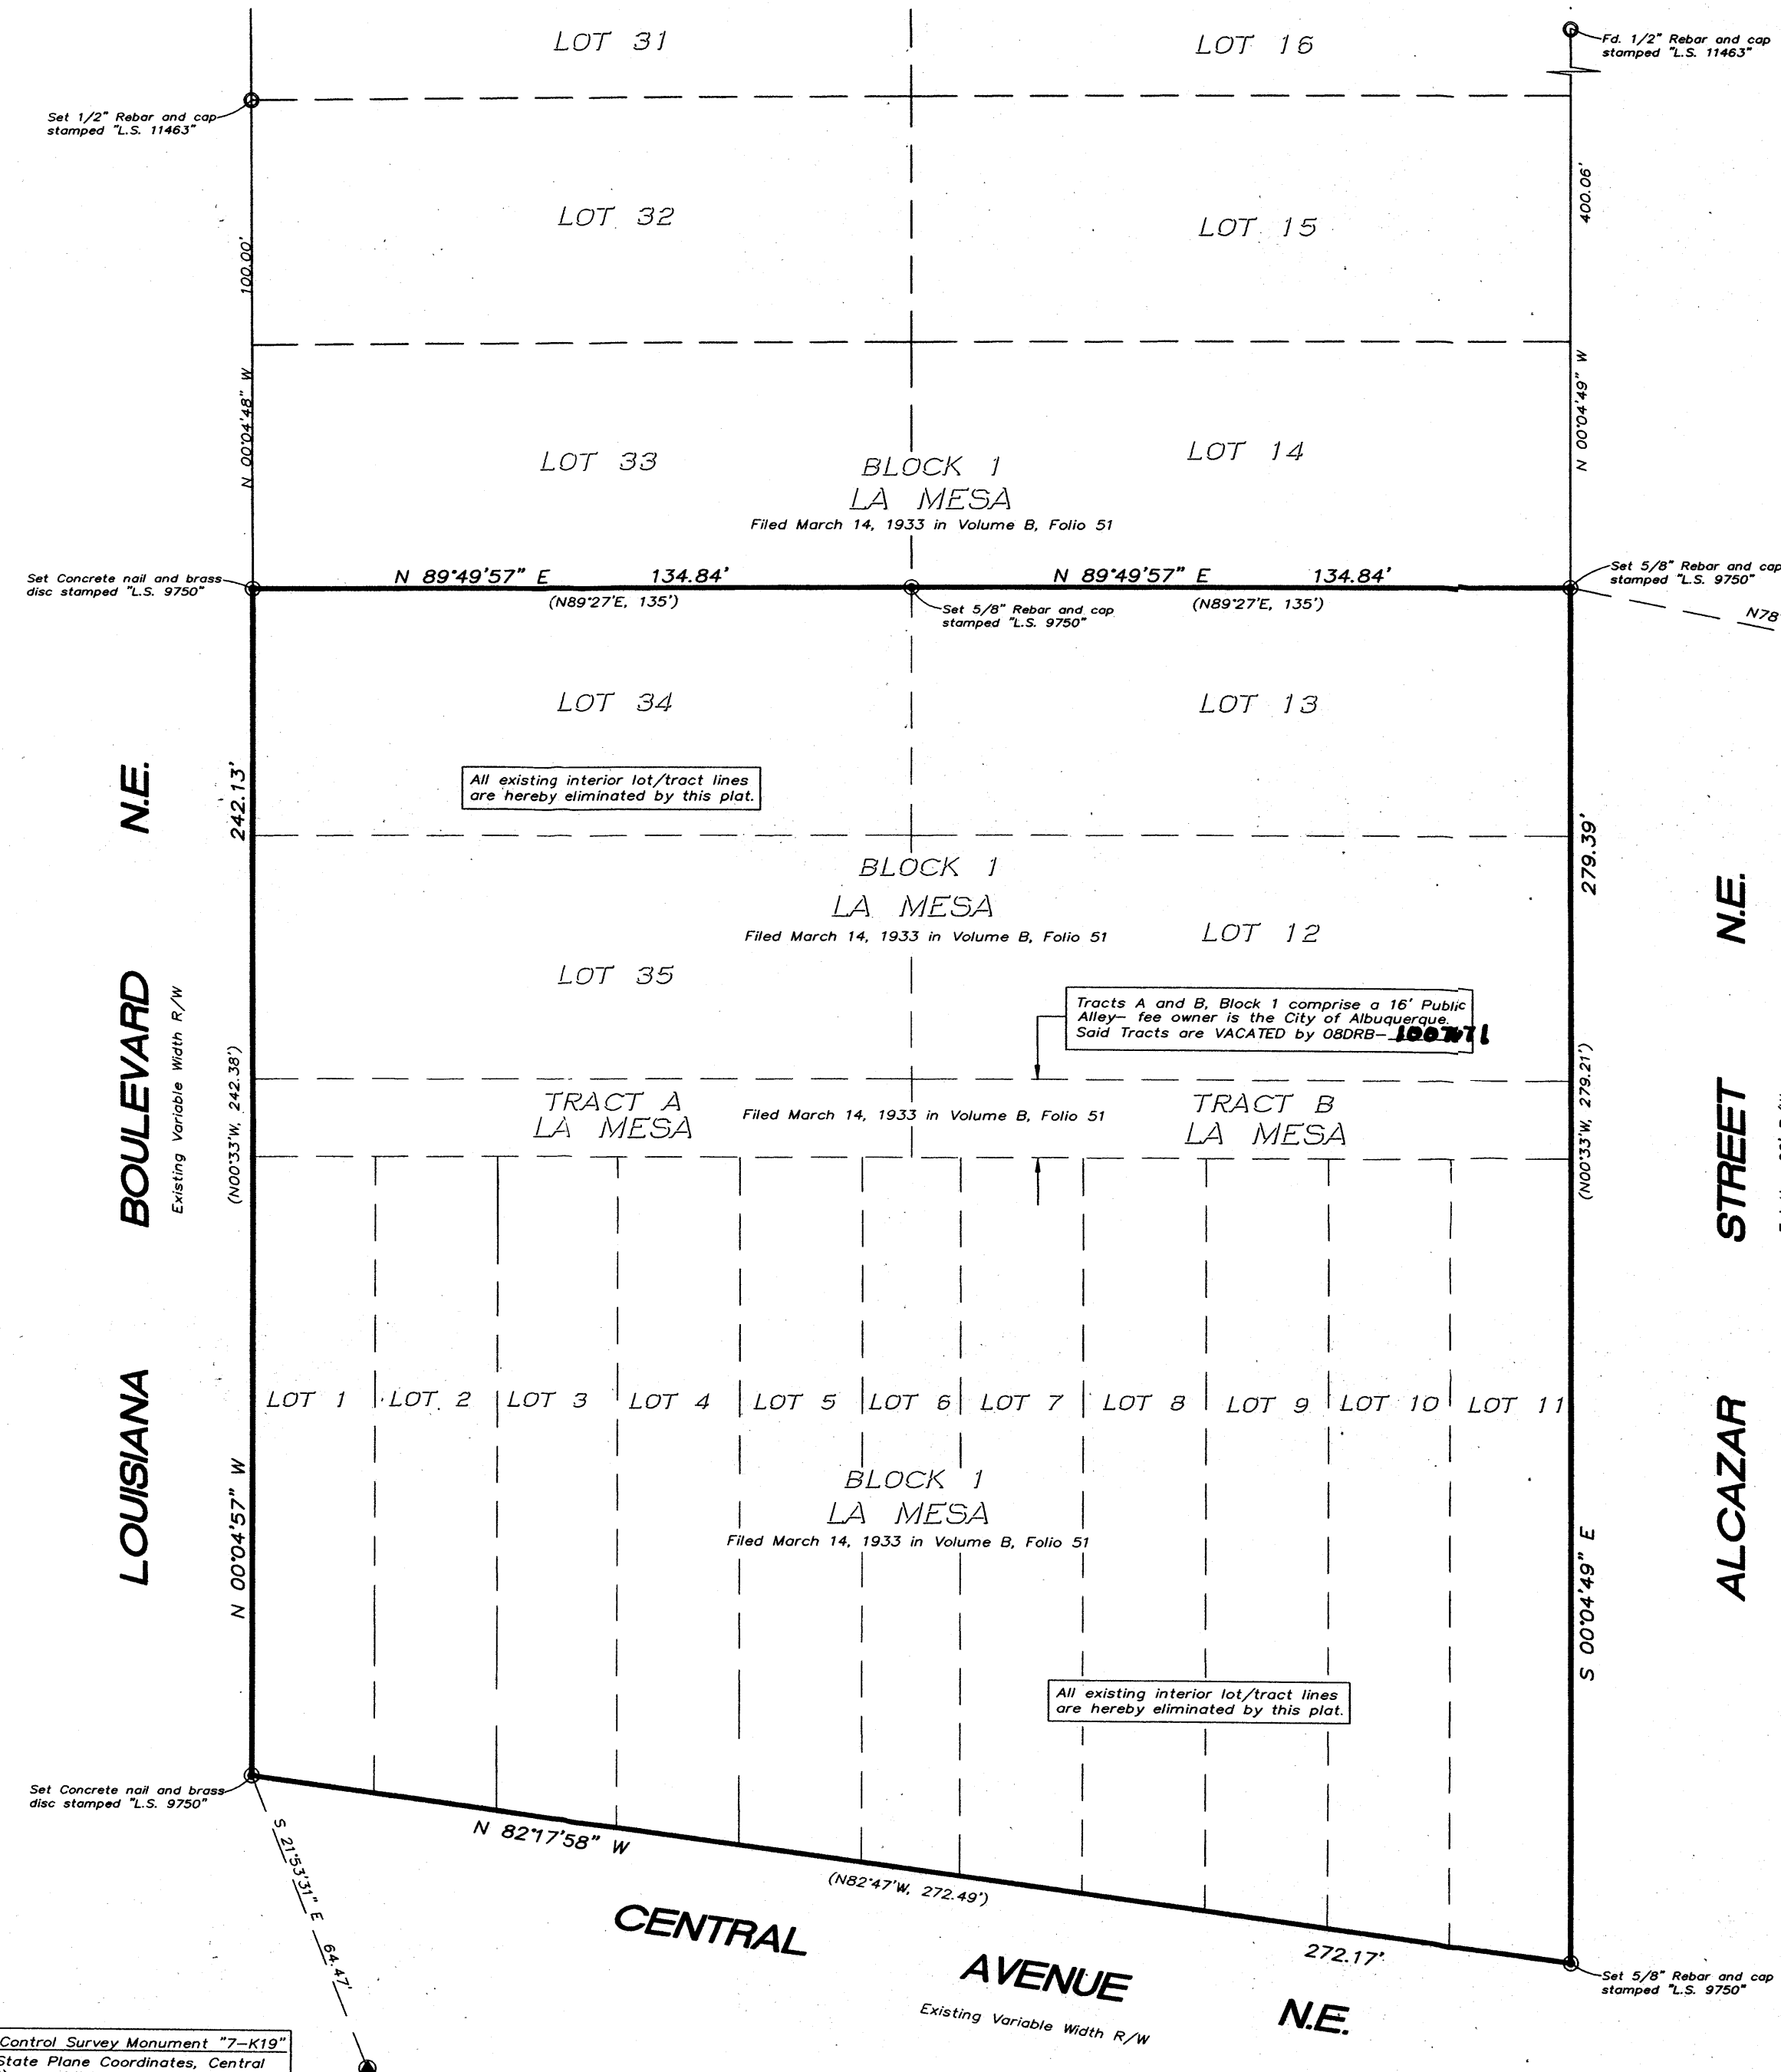 LOT 31
LOT 16
Fd. 1/2" Rebar and cap
stamped "L.S. 11463"
Set 1/2" Rebar and cap
stamped "L.S. 11463"
400.06'
LOT 32
LOT 15
100.00'
N 00°04'48" W
N 00°04'49" W
LOT 33
LOT 14
BLOCK 1
LA MESA
Filed March 14, 1933 in Volume B, Folio 51
Set Concrete nail and brass
disc stamped "L.S. 9750"
N 89°49'57" E 134.84'
(N89°27'E, 135')
N 89°49'57" E 134.84'
(N89°27'E, 135')
Set 5/8" Rebar and cap
stamped "L.S. 9750"
Set 5/8" Rebar and cap
stamped "L.S. 9750"
N78
LOT 34
LOT 13
All existing interior lot/tract lines
are hereby eliminated by this plat.
242.13'
279.39'
BLOCK 1
LA MESA
Filed March 14, 1933 in Volume B, Folio 51
LOT 12
LOT 35
Tracts A and B, Block 1 comprise a 16' Public
Alley- fee owner is the City of Albuquerque.
Said Tracts are VACATED by 08DRB-
(N00°33'W, 242.38')
(N00°33'W, 279.21')
TRACT A
LA MESA
Filed March 14, 1933 in Volume B, Folio 51
TRACT B
LA MESA
LOUISIANA BOULEVARD N.E.
Existing Variable Width R/W
ALCAZAR STREET N.E.
LOT 1
LOT 2
LOT 3
LOT 4
LOT 5
LOT 6
LOT 7
LOT 8
LOT 9
LOT 10
LOT 11
BLOCK 1
LA MESA
Filed March 14, 1933 in Volume B, Folio 51
N 00°04'57" W
S 00°04'49" E
All existing interior lot/tract lines
are hereby eliminated by this plat.
Set Concrete nail and brass
disc stamped "L.S. 9750"
N 82°17'58" W
(N82°47'W, 272.49')
272.17'
S 21°53'31" E 64.47'
CENTRAL AVENUE N.E.
Existing Variable Width R/W
Set 5/8" Rebar and cap
stamped "L.S. 9750"
Control Survey Monument "7-K19"
State Plane Coordinates, Central